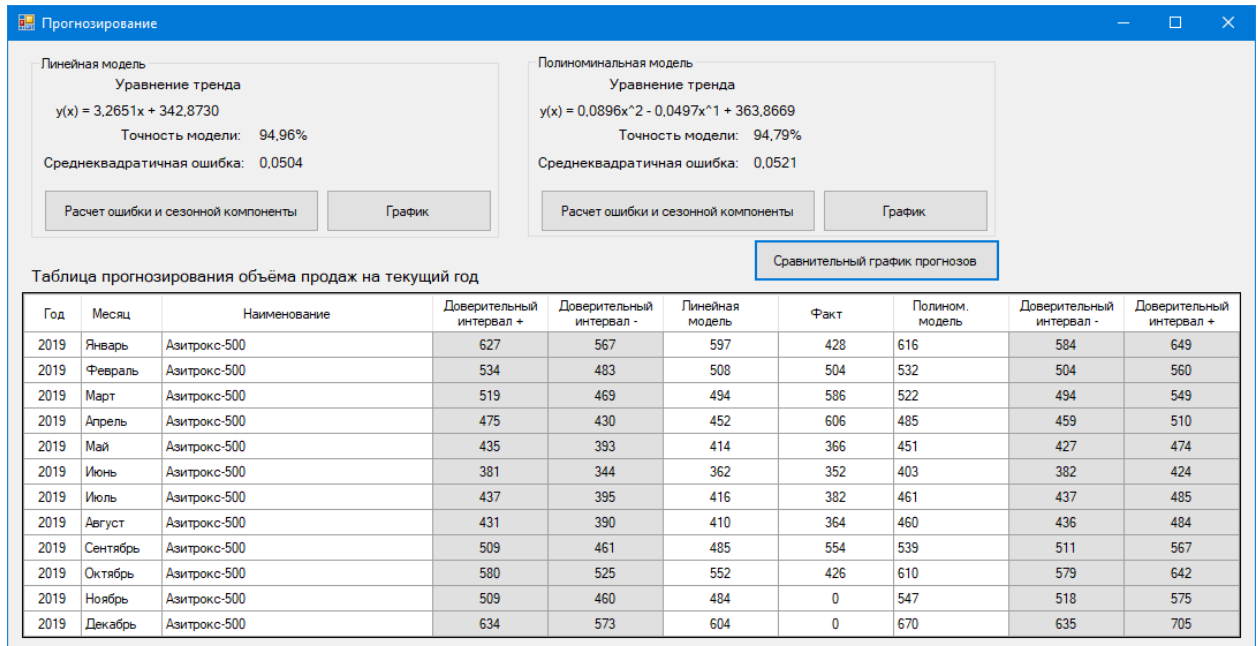 Прогнозирование
Линейная модель
Уравнение тренда
y(x) = 3,2651x + 342,8730
Точность модели: 94,96%
Среднеквадратичная ошибка: 0,0504
Расчет ошибки и сезонной компоненты График
Полиноминальная модель
Уравнение тренда
y(x) = 0,0896x^2 - 0,0497x^1 + 363,8669
Точность модели: 94,79%
Среднеквадратичная ошибка: 0,0521
Расчет ошибки и сезонной компоненты График
Сравнительный график прогнозов
Таблица прогнозирования объёма продаж на текущий год
Год Месяц Наименование Доверительный интервал + Доверительный интервал - Линейная модель Факт Полином. модель Доверительный интервал - Доверительный интервал +
2019 Январь Азитрокс-500 627 567 597 428 616 584 649
2019 Февраль Азитрокс-500 534 483 508 504 532 504 560
2019 Март Азитрокс-500 519 469 494 586 522 494 549
2019 Апрель Азитрокс-500 475 430 452 606 485 459 510
2019 Май Азитрокс-500 435 393 414 366 451 427 474
2019 Июнь Азитрокс-500 381 344 362 352 403 382 424
2019 Июль Азитрокс-500 437 395 416 382 461 437 485
2019 Август Азитрокс-500 431 390 410 364 460 436 484
2019 Сентябрь Азитрокс-500 509 461 485 554 539 511 567
2019 Октябрь Азитрокс-500 580 525 552 426 610 579 642
2019 Ноябрь Азитрокс-500 509 460 484 0 547 518 575
2019 Декабрь Азитрокс-500 634 573 604 0 670 635 705